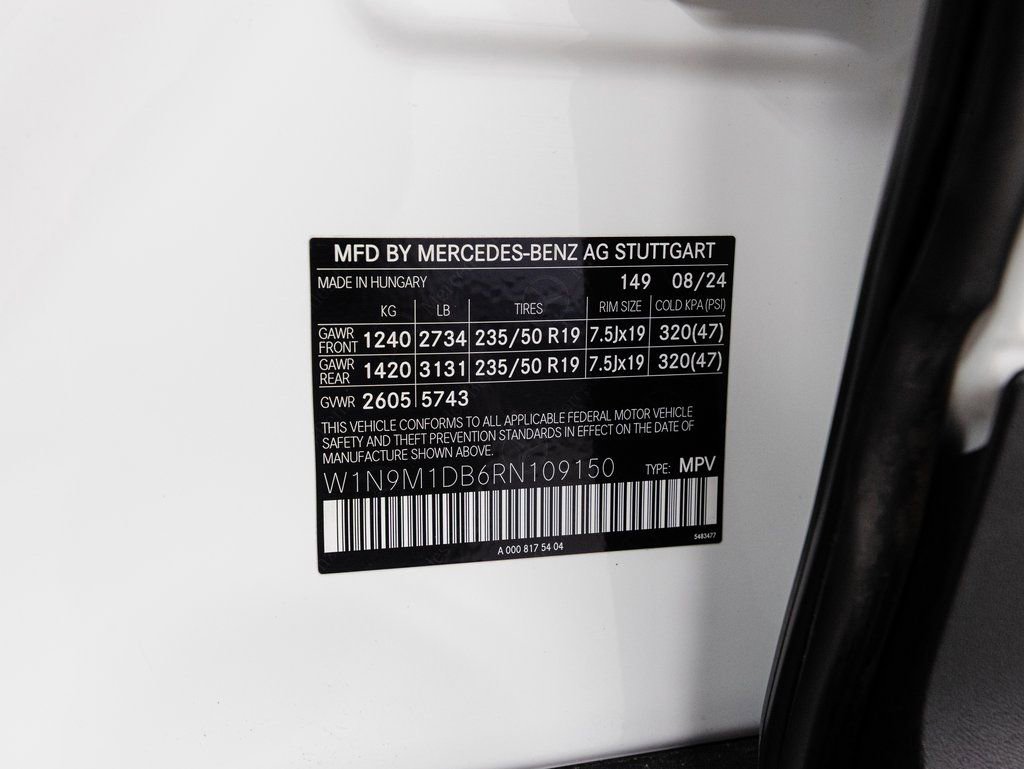 MFD BY MERCEDES-BENZ AG STUTTGART
MADE IN HUNGARY 149 08/24
KG LB TIRES RIM SIZE COLD KPA (PSI)
GAWR FRONT 1240 2734 235/50 R19 7.5Jx19 320(47)
GAWR REAR 1420 3131 235/50 R19 7.5Jx19 320(47)
GVWR 2605 5743
THIS VEHICLE CONFORMS TO ALL APPLICABLE FEDERAL MOTOR VEHICLE
SAFETY AND THEFT PREVENTION STANDARDS IN EFFECT ON THE DATE OF
MANUFACTURE SHOWN ABOVE.
W1N9M1DB6RN109150 TYPE: MPV
A 000 817 54 04 5483477